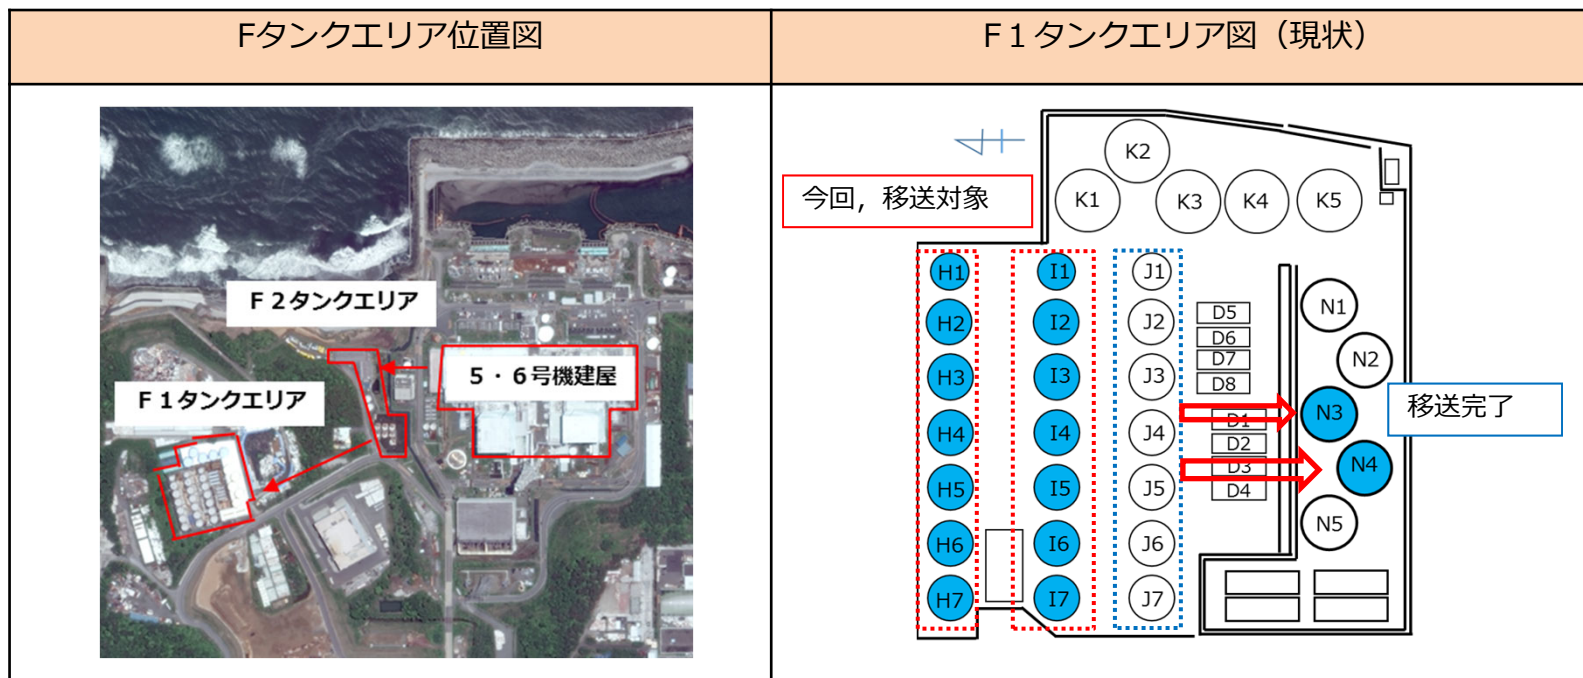 Fタンクエリア位置図
F１タンクエリア図（現状）
F２タンクエリア
５・６号機建屋
F１タンクエリア
今回，移送対象
K2
K1
K3
K4
K5
H1
I1
J1
H2
I2
J2
H3
I3
J3
H4
I4
J4
H5
I5
J5
H6
I6
J6
H7
I7
J7
D5
D6
D7
D8
D1
D2
D3
D4
N1
N2
N3
N4
N5
移送完了